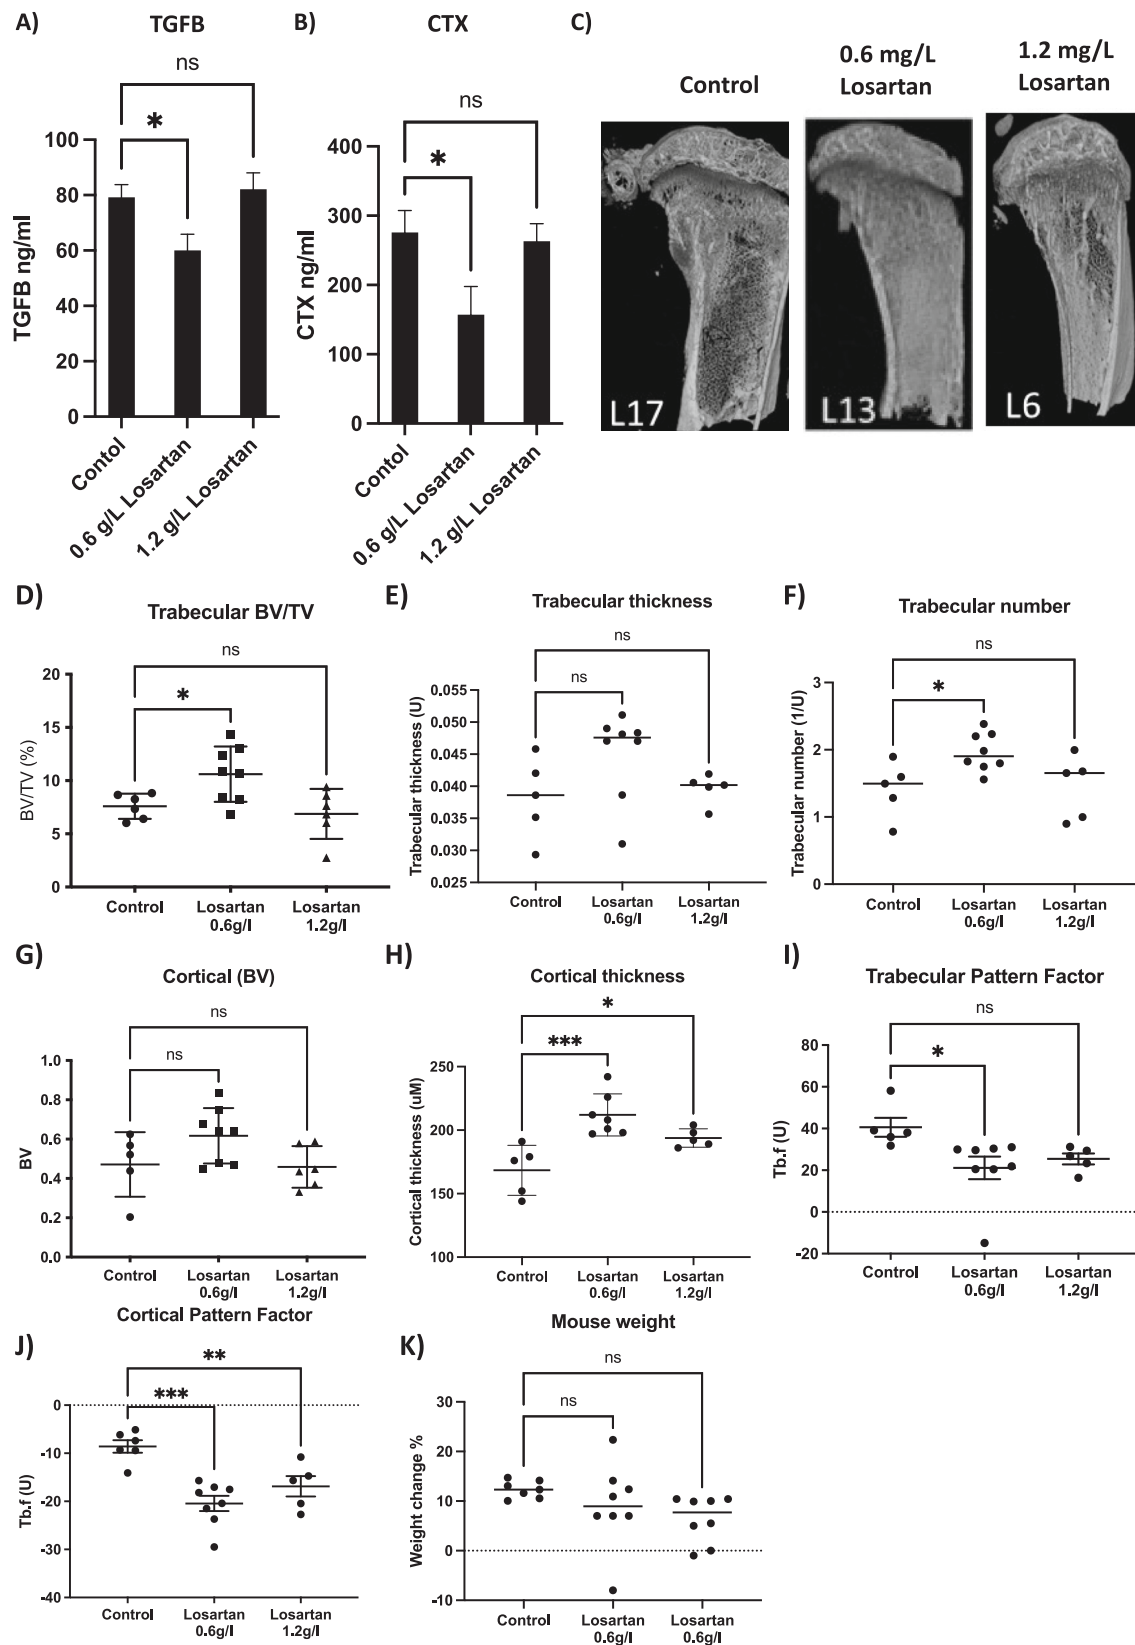 A) TGFB
ns
*
TGFB ng/ml
100
80
60
40
20
0
Contol
0.6 g/L Losartan
1.2 g/L Losartan
B) CTX
ns
*
CTX ng/ml
400
300
200
100
0
Contol
0.6 g/L Losartan
1.2 g/L Losartan
C)
Control
0.6 mg/L
Losartan
1.2 mg/L
Losartan
L17
L13
L6
D) Trabecular BV/TV
ns
*
BV/TV (%)
20
15
10
5
0
Control
Losartan
0.6g/l
Losartan
1.2g/l
E) Trabecular thickness
ns
ns
Trabecular thickness (U)
0.055
0.050
0.045
0.040
0.035
0.030
0.025
Control
Losartan
0.6g/l
Losartan
1.2g/l
F) Trabecular number
ns
*
Trabecular number (1/U)
3
2
1
0
Control
Losartan
0.6g/l
Losartan
1.2g/l
G) Cortical (BV)
ns
ns
BV
1.0
0.8
0.6
0.4
0.2
0.0
Control
Losartan
0.6g/l
Losartan
1.2g/l
H) Cortical thickness
*
***
Cortical thickness (uM)
250
200
150
100
Control
Losartan
0.6g/l
Losartan
1.2g/l
I) Trabecular Pattern Factor
ns
*
Tb.f (U)
80
60
40
20
0
-20
Control
Losartan
0.6g/l
Losartan
1.2g/l
Cortical Pattern Factor
J)
**
***
Tb.f (U)
0
-10
-20
-30
-40
Control
Losartan
0.6g/l
Losartan
1.2g/l
K) Mouse weight
ns
ns
Weight change %
30
20
10
0
-10
Control
Losartan
0.6g/l
Losartan
0.6g/l